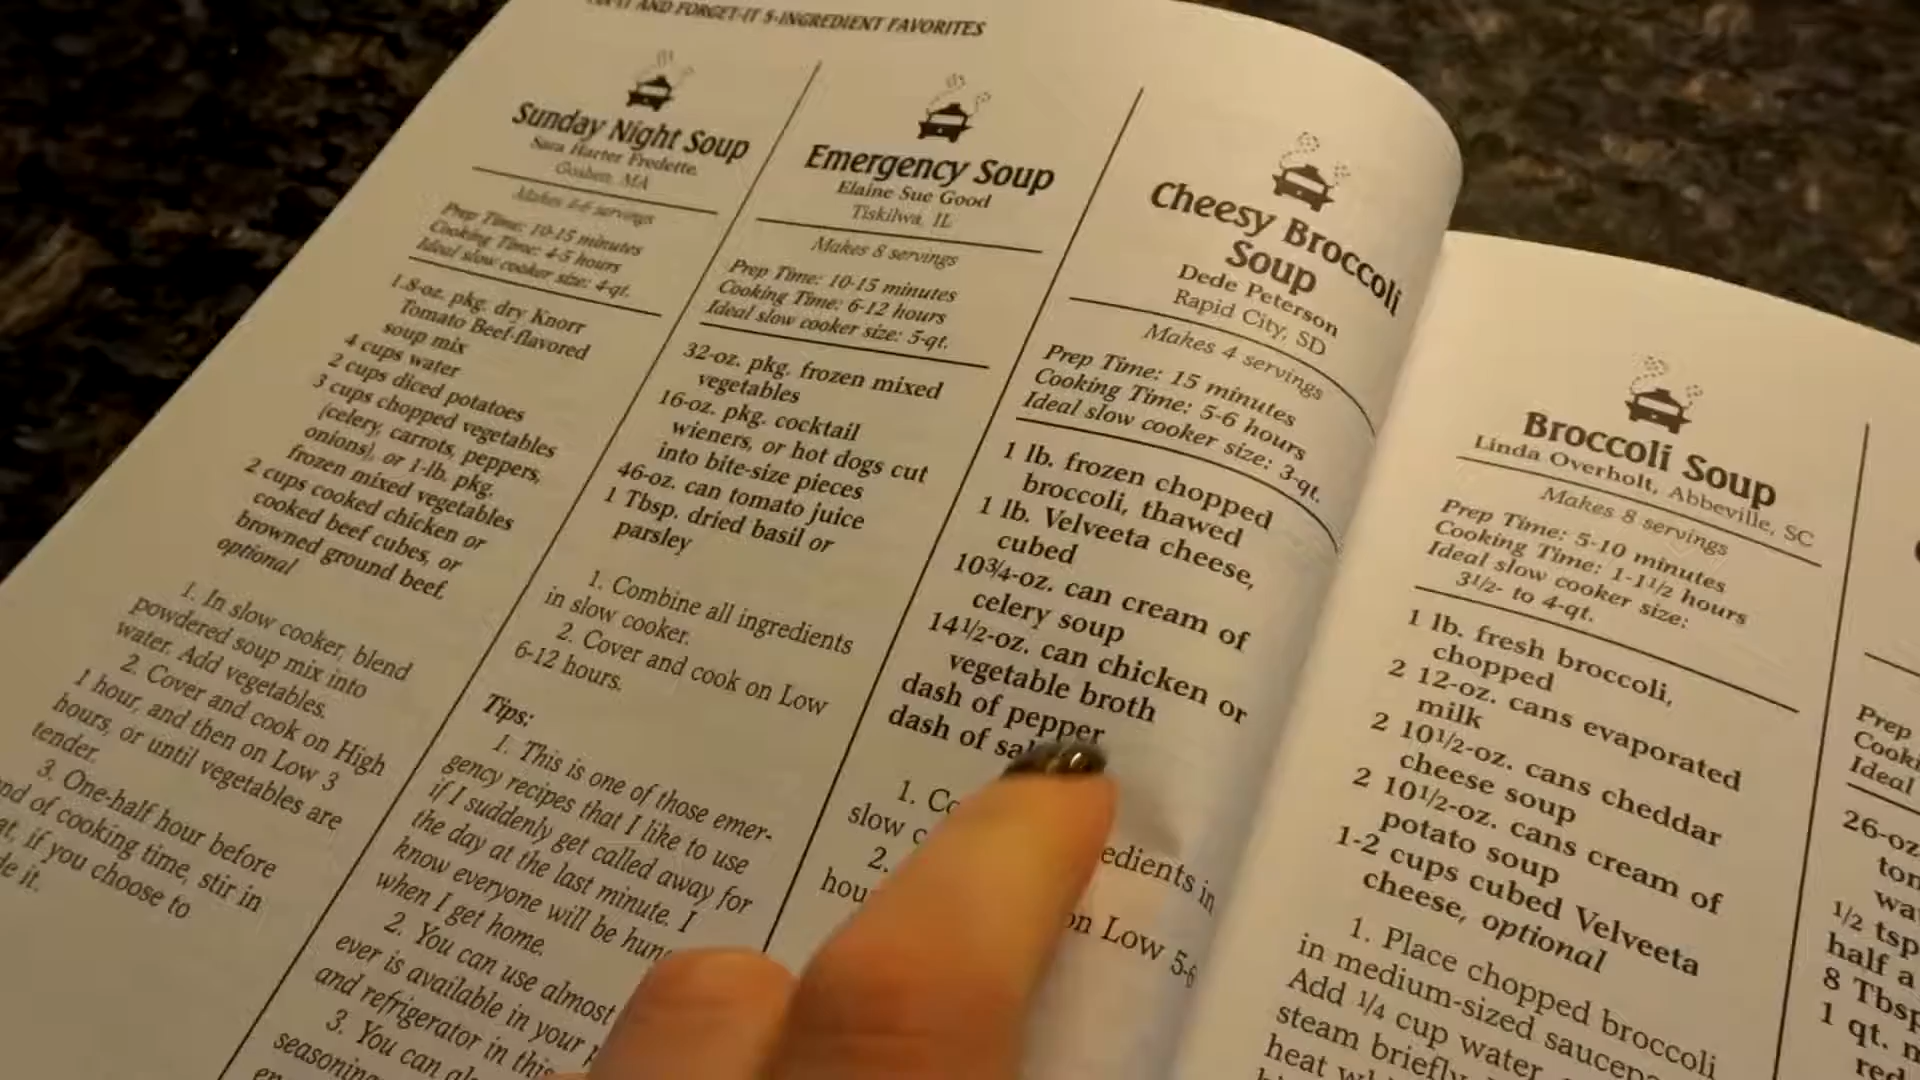 AND FORGET-IT 5-INGREDIENT FAVORITES
Sunday Night Soup
Sara Harter Fredette
Goshen, MA
Makes 4-6 servings
Prep Time: 10-15 minutes
Cooking Time: 4-5 hours
Ideal slow cooker size: 4-qt.
1.8-oz. pkg. dry Knorr
Tomato Beef-flavored
soup mix
4 cups water
2 cups diced potatoes
3 cups chopped vegetables
(celery, carrots, peppers,
onions), or 1-lb. pkg.
frozen mixed vegetables
2 cups cooked chicken or
cooked beef cubes, or
browned ground beef,
optional
1. In slow cooker, blend
powdered soup mix into
water. Add vegetables.
2. Cover and cook on High
1 hour, and then on Low 3
hours, or until vegetables are
tender.
3. One-half hour before
of cooking time, stir in
if you choose to
it.
Emergency Soup
Elaine Sue Good
Tiskilwa, IL
Makes 8 servings
Prep Time: 10-15 minutes
Cooking Time: 6-12 hours
Ideal slow cooker size: 5-qt.
32-oz. pkg. frozen mixed
vegetables
16-oz. pkg. cocktail
wieners, or hot dogs cut
into bite-size pieces
46-oz. can tomato juice
1 Tbsp. dried basil or
parsley
1. Combine all ingredients
in slow cooker.
2. Cover and cook on Low
6-12 hours.
Tips:
1. This is one of those emer-
gency recipes that I like to use
if I suddenly get called away for
the day at the last minute. I
know everyone will be
when I get home.
2. You can use almost
ever is available in your
and refrigerator in this
3. You can
seasoning
Cheesy Broccoli
Soup
Dede Peterson
Rapid City, SD
Makes 4 servings
Prep Time: 15 minutes
Cooking Time: 5-6 hours
Ideal slow cooker size: 3-qt.
1 lb. frozen chopped
broccoli, thawed
1 lb. Velveeta cheese,
cubed
10¾-oz. can cream of
celery soup
14½-oz. can chicken or
vegetable broth
dash of pepper
dash of
1.
edients in
slow
2.
on Low 5-6
Broccoli Soup
Linda Overholt, Abbeville, SC
Makes 8 servings
Prep Time: 5-10 minutes
Cooking Time: 1-1½ hours
Ideal slow cooker size:
3½- to 4-qt.
1 lb. fresh broccoli,
chopped
2 12-oz. cans evaporated
milk
2 10½-oz. cans cheddar
cheese soup
2 10½-oz. cans cream of
potato soup
1-2 cups cubed Velveeta
cheese, optional
1. Place chopped broccoli
in medium-sized
Add ¼ cup water
steam briefly
heat
Prep
Ideal
26-oz
½ tsp
half a
8 Tbsp
1 qt.
red